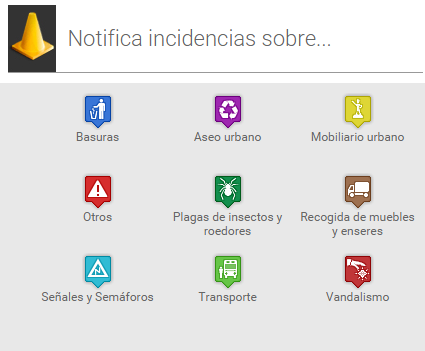 Notifica incidencias sobre...
Basuras
Aseo urbano
Mobiliario urbano
Otros
Plagas de insectos y
roedores
Recogida de muebles
y enseres
Señales y Semáforos
Transporte
Vandalismo